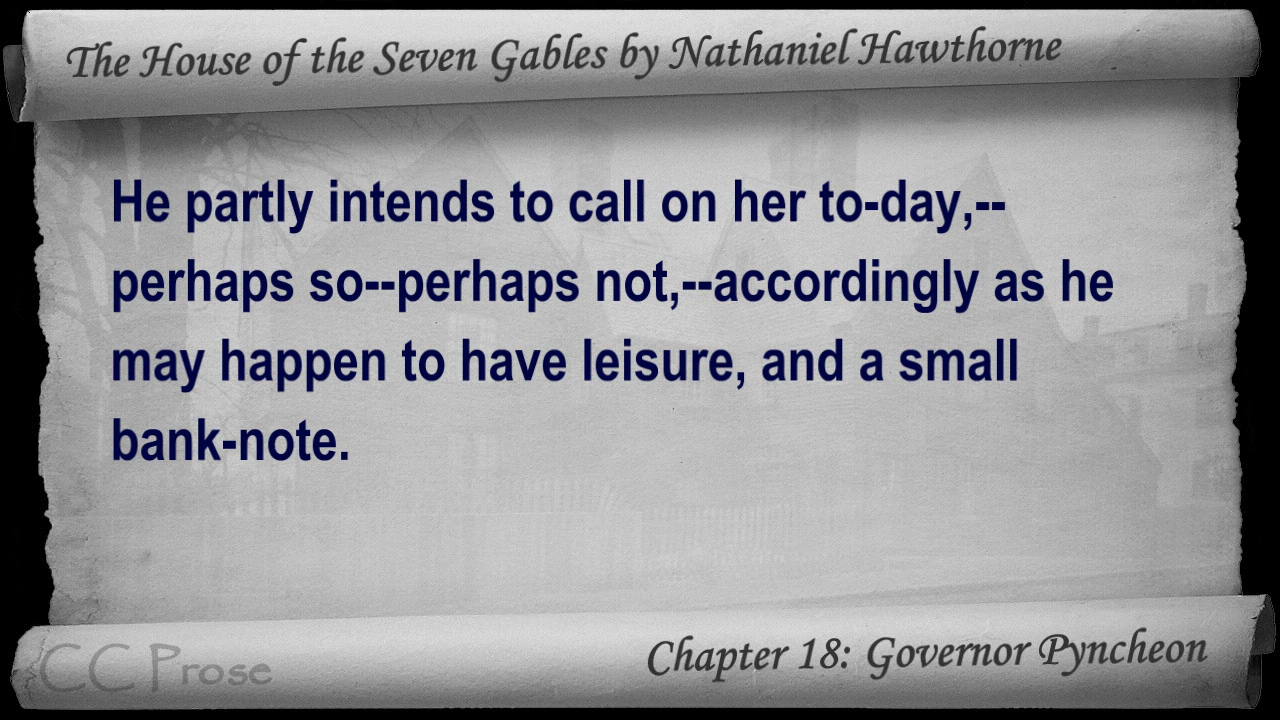 The House of the Seven Gables by Nathaniel Hawthorne
He partly intends to call on her to-day,--
perhaps so--perhaps not,--accordingly as he
may happen to have leisure, and a small
bank-note.
CC Prose
Chapter 18: Governor Pyncheon